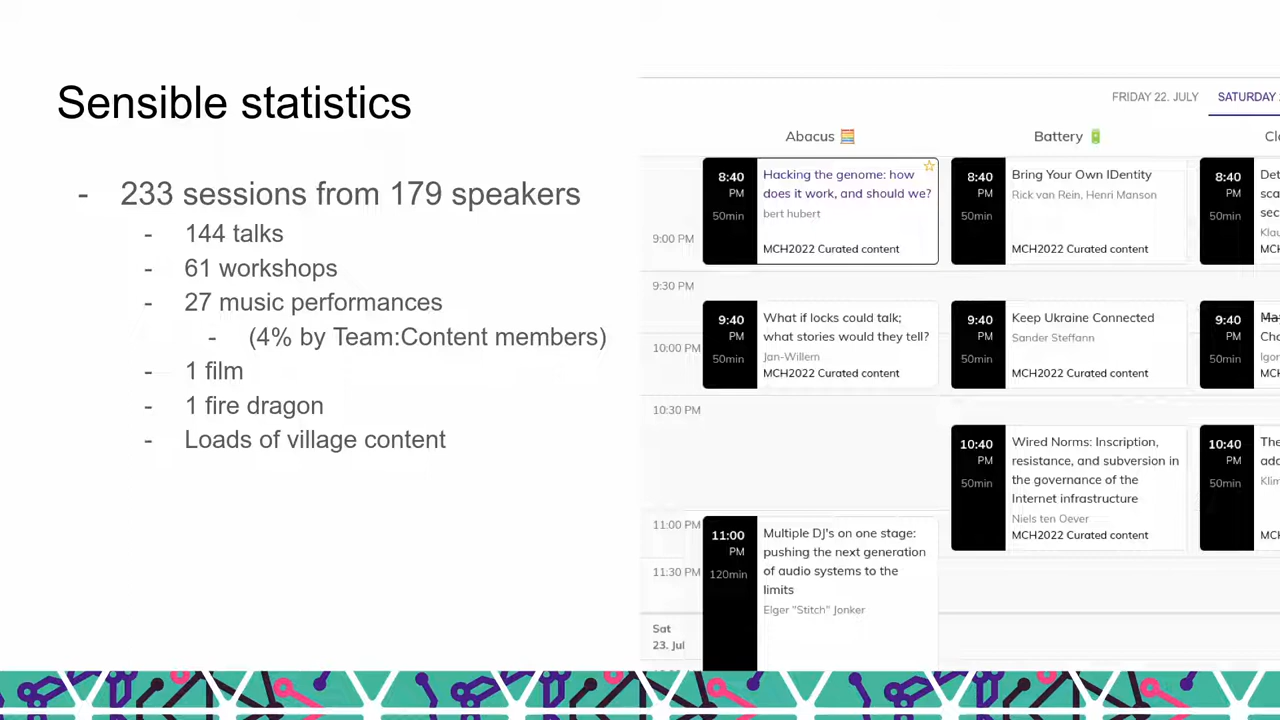 Sensible statistics
- 233 sessions from 179 speakers
- 144 talks
- 61 workshops
- 27 music performances
- (4% by Team:Content members)
- 1 film
- 1 fire dragon
- Loads of village content
FRIDAY 22. JULY
SATURDAY
Abacus 🧮
Battery 🔋
8:40
PM
50min
Hacking the genome: how
does it work, and should we?
bert hubert
MCH2022 Curated content
8:40
PM
50min
Bring Your Own IDentity
Rick van Rein, Henri Manson
MCH2022 Curated content
8:40
PM
50min
9:00 PM
9:30 PM
9:40
PM
50min
What if locks could talk;
what stories would they tell?
Jan-Willem
MCH2022 Curated content
9:40
PM
50min
Keep Ukraine Connected
Sander Steffann
MCH2022 Curated content
9:40
PM
50min
10:00 PM
10:30 PM
10:40
PM
50min
Wired Norms: Inscription,
resistance, and subversion in
the governance of the
Internet infrastructure
Niels ten Oever
MCH2022 Curated content
10:40
PM
50min
The
11:00 PM
11:00
PM
120min
Multiple DJ's on one stage:
pushing the next generation
of audio systems to the
limits
Elger "Stitch" Jonker
11:30 PM
Sat
23. Jul